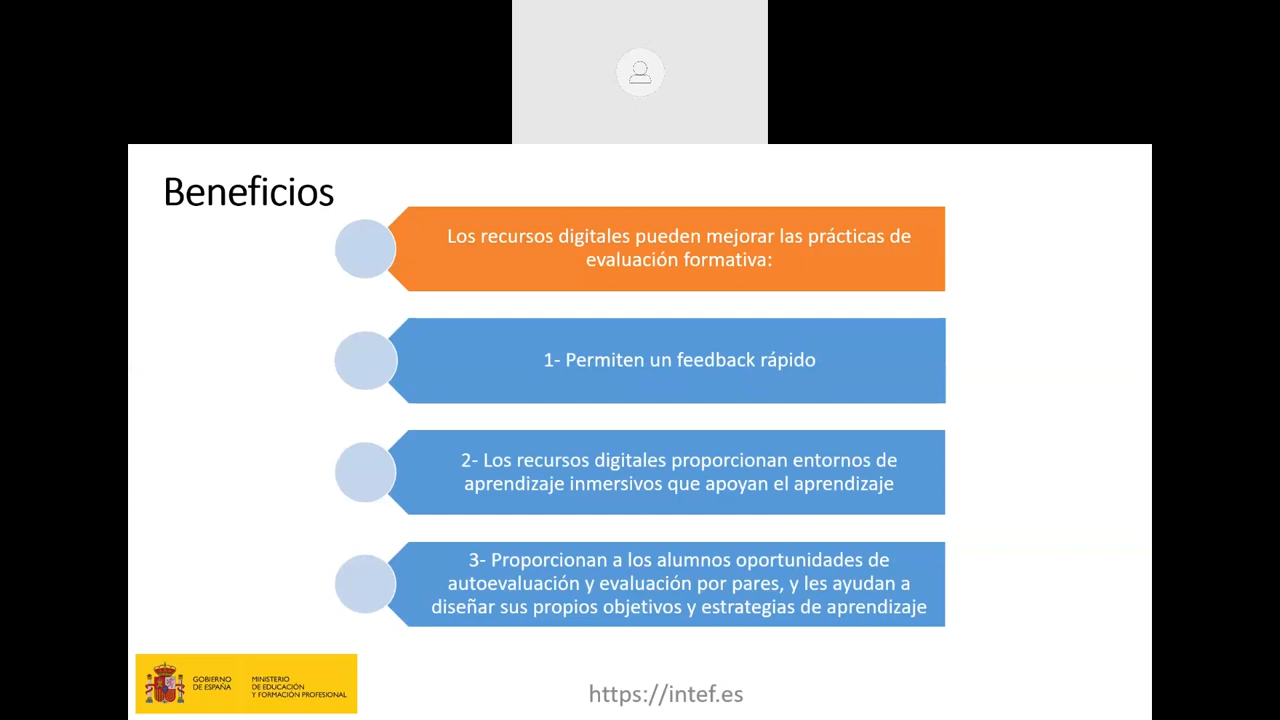 Beneficios
Los recursos digitales pueden mejorar las prácticas de
evaluación formativa:
1- Permiten un feedback rápido
2- Los recursos digitales proporcionan entornos de
aprendizaje inmersivos que apoyan el aprendizaje
3- Proporcionan a los alumnos oportunidades de
autoevaluación y evaluación por pares, y les ayudan a
diseñar sus propios objetivos y estrategias de aprendizaje
GOBIERNO
DE ESPAÑA
MINISTERIO
DE EDUCACIÓN
Y FORMACIÓN PROFESIONAL
https://intef.es